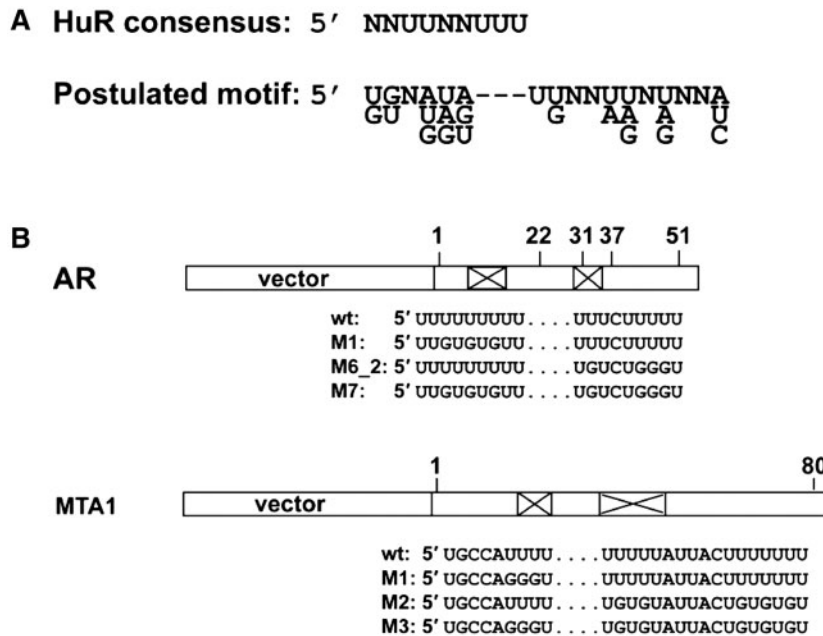 A HuR consensus: 5' NNUUNNUUU
Postulated motif: 5' UGNAUA---UUNNUUNUNNA
GU UAG G AA A U
GGU G G C
B
1 22 31 37 51
AR vector
wt: 5' UUUUUUUUU....UUUCUUUUU
M1: 5' UUGUGUGUU....UUUCUUUUU
M6_2: 5' UUUUUUUUU....UGUCUGGGU
M7: 5' UUGUGUGUU....UGUCUGGGU
1 80
MTA1 vector
wt: 5' UGCCAUUUU....UUUUUAUUACUUUUUUU
M1: 5' UGCCAGGGU....UUUUUAUUACUUUUUUU
M2: 5' UGCCAUUUU....UGUGUAUUACUGUGUGU
M3: 5' UGCCAGGGU....UGUGUAUUACUGUGUGU